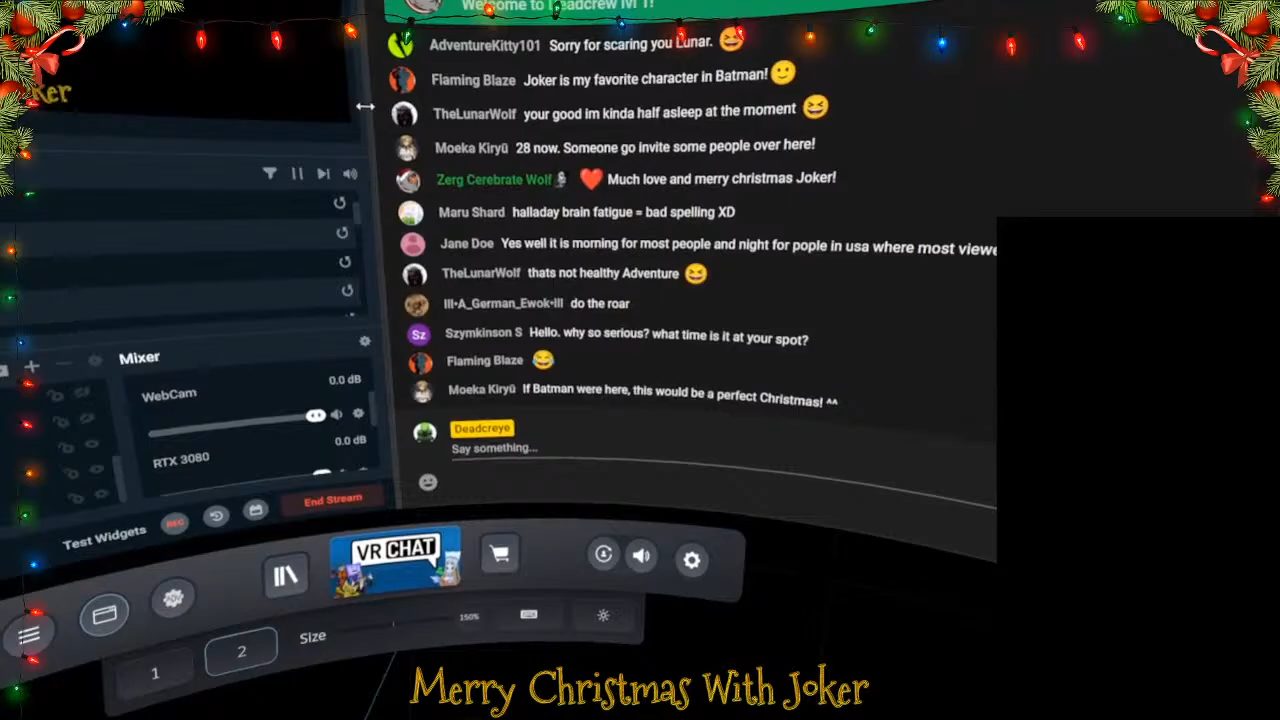 Welcome to Deadcrew lvl 1!
ker
AdventureKitty101 Sorry for scaring you Lunar.
Flaming Blaze Joker is my favorite character in Batman!
TheLunarWolf your good im kinda half asleep at the moment
Moeka Kiryū 28 now. Someone go invite some people over here!
Zerg Cerebrate Wolf Much love and merry christmas Joker!
Maru Shard halladay brain fatigue = bad spelling XD
Jane Doe Yes well it is morning for most people and night for pople in usa where most viewe
TheLunarWolf thats not healthy Adventure
III•A_German_Ewok•III do the roar
Sz Szymkinson S Hello. why so serious? what time is it at your spot?
Flaming Blaze
Moeka Kiryū If Batman were here, this would be a perfect Christmas! ^^
Deadcreye
Say something...
Mixer
WebCam 0.0 dB
RTX 3080 0.0 dB
Test Widgets REC End Stream
VRCHAT
1 2 Size 150%
Merry Christmas With Joker